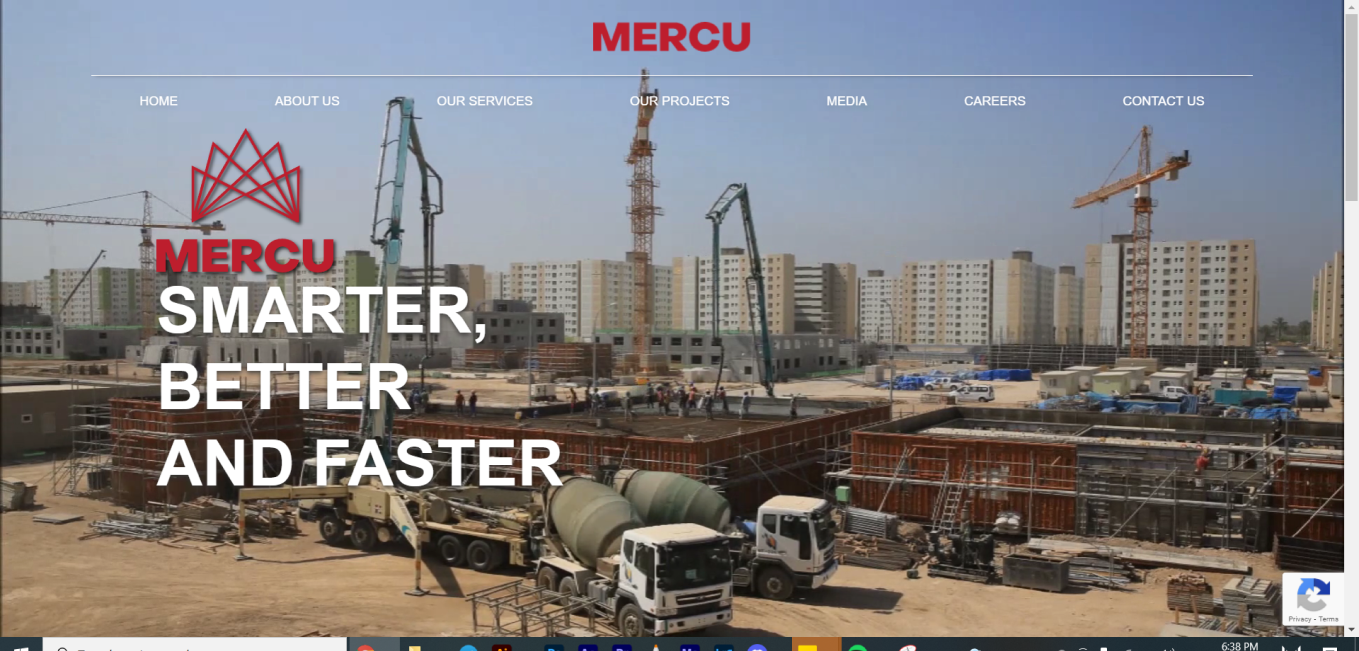 MERCU
HOME ABOUT US OUR SERVICES OUR PROJECTS MEDIA CAREERS CONTACT US
MERCU
SMARTER,
BETTER
AND FASTER
Privacy - Terms
6:38 PM